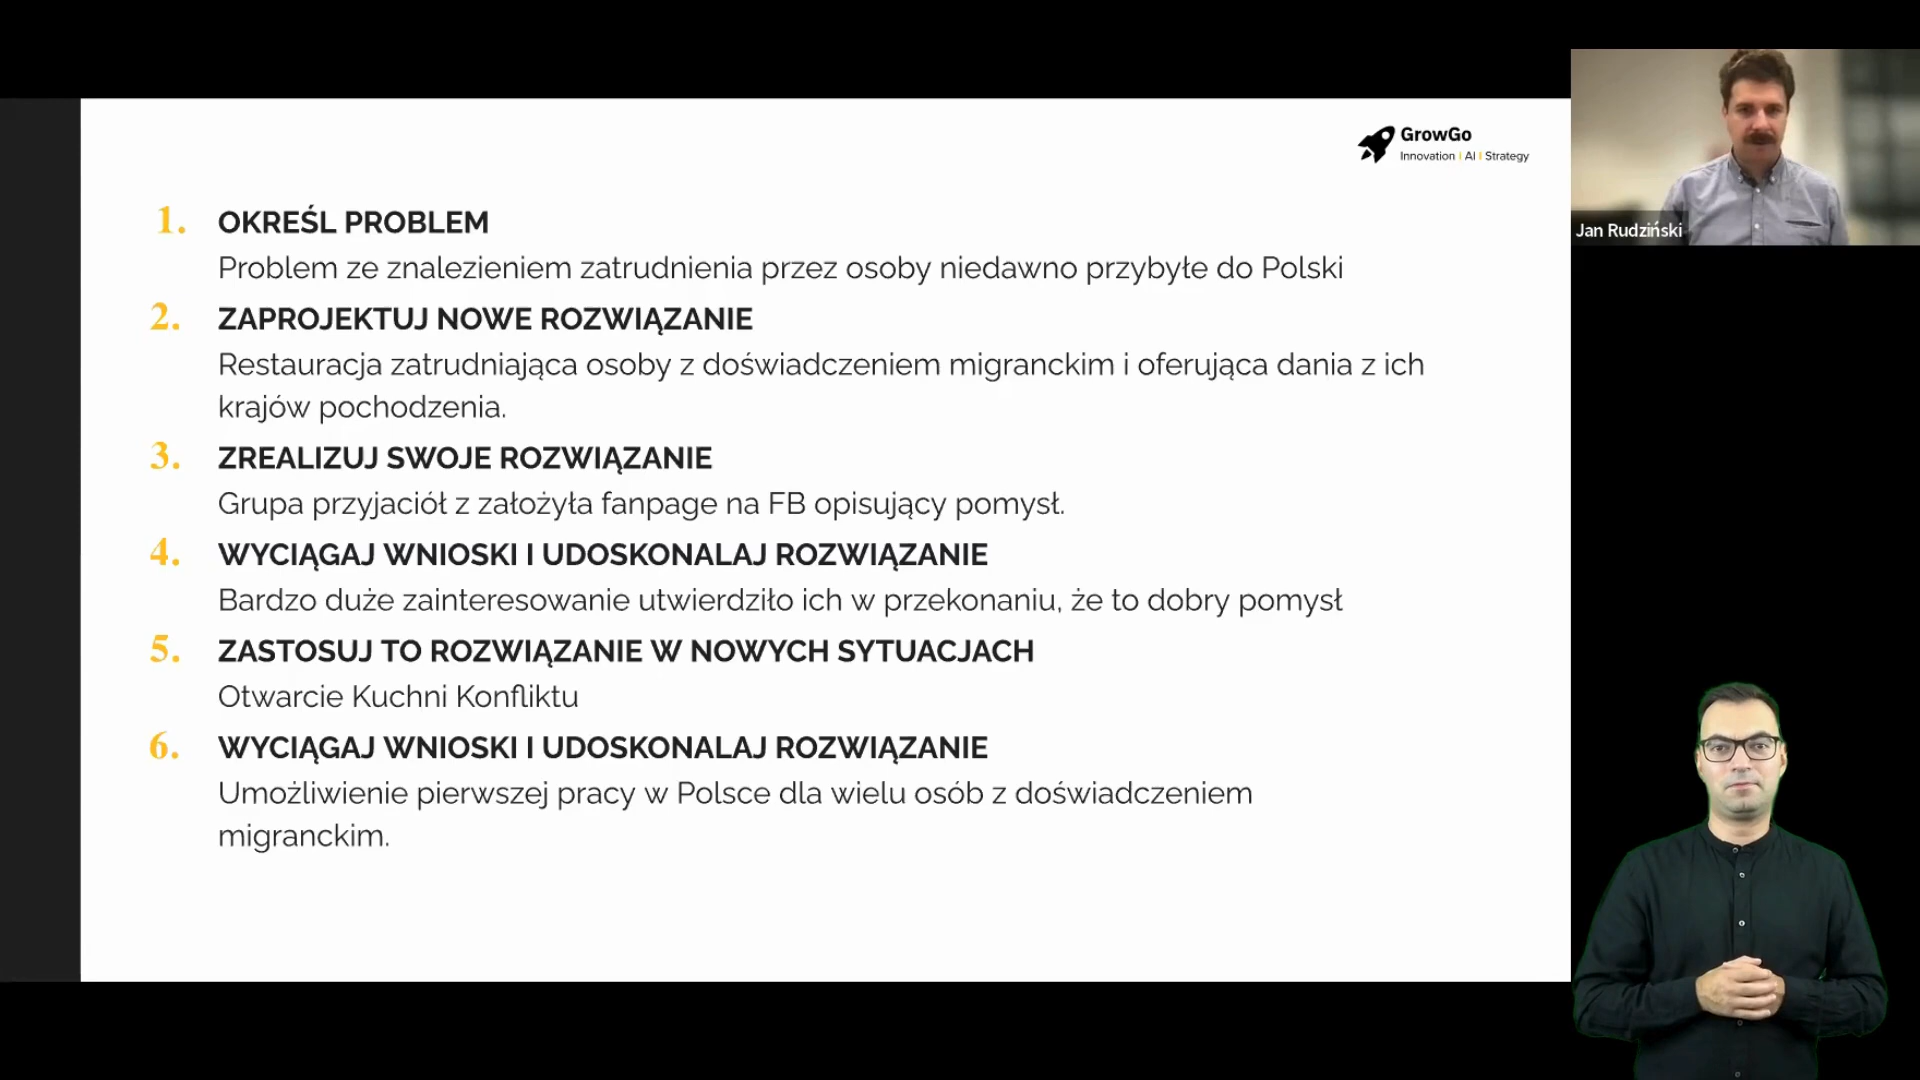 GrowGo
Innovation | AI | Strategy
Jan Rudziński
1. OKREŚL PROBLEM
Problem ze znalezieniem zatrudnienia przez osoby niedawno przybyłe do Polski
2. ZAPROJEKTUJ NOWE ROZWIĄZANIE
Restauracja zatrudniająca osoby z doświadczeniem migranckim i oferująca dania z ich
krajów pochodzenia.
3. ZREALIZUJ SWOJE ROZWIĄZANIE
Grupa przyjaciół z założyła fanpage na FB opisujący pomysł.
4. WYCIĄGAJ WNIOSKI I UDOSKONALAJ ROZWIĄZANIE
Bardzo duże zainteresowanie utwierdziło ich w przekonaniu, że to dobry pomysł
5. ZASTOSUJ TO ROZWIĄZANIE W NOWYCH SYTUACJACH
Otwarcie Kuchni Konfliktu
6. WYCIĄGAJ WNIOSKI I UDOSKONALAJ ROZWIĄZANIE
Umożliwienie pierwszej pracy w Polsce dla wielu osób z doświadczeniem
migranckim.